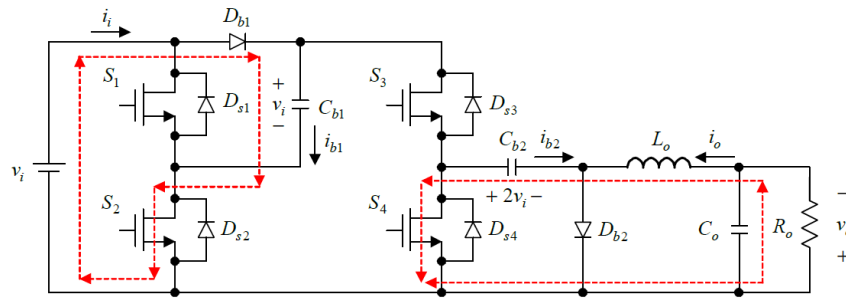 i_i
D_b1
S_1
D_s1
+
v_i
−
C_b1
i_b1
S_3
D_s3
C_b2
i_b2
L_o
i_o
v_i
+ 2v_i −
S_2
D_s2
S_4
D_s4
D_b2
C_o
R_o
−
+